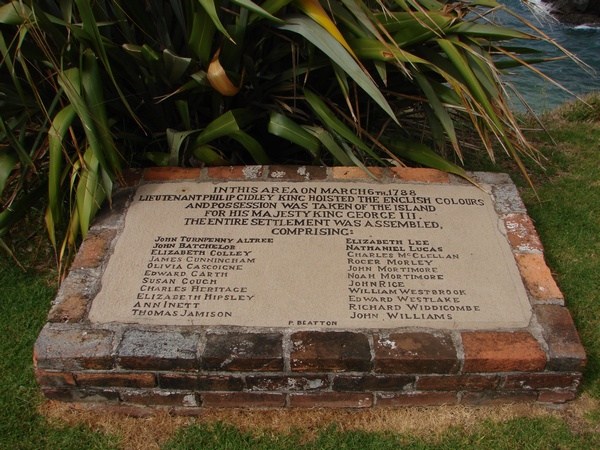 IN THIS AREA ON MARCH 6TH, 1788
LIEUTENANT PHILIP GIDLEY KING HOISTED THE ENGLISH COLOURS
AND POSSESSION WAS TAKEN OF THE ISLAND
FOR HIS MAJESTY KING GEORGE III.
THE ENTIRE SETTLEMENT WAS ASSEMBLED,
COMPRISING:
JOHN TURNPENNY ALTREE
JOHN BATCHELOR
ELIZABETH COLLEY
JAMES CUNNINGHAM
OLIVIA GASCOIGNE
EDWARD GARTH
SUSAN GOUGH
CHARLES HERITAGE
ELIZABETH HIPSLEY
ANN INETT
THOMAS JAMISON
ELIZABETH LEE
NATHANIEL LUCAS
CHARLES MCCLELLAN
ROGER MORLEY
JOHN MORTIMORE
NOAH MORTIMORE
JOHN RICE
WILLIAM WESTBROOK
EDWARD WESTLAKE
RICHARD WIDDICOMBE
JOHN WILLIAMS
P. BEATTON